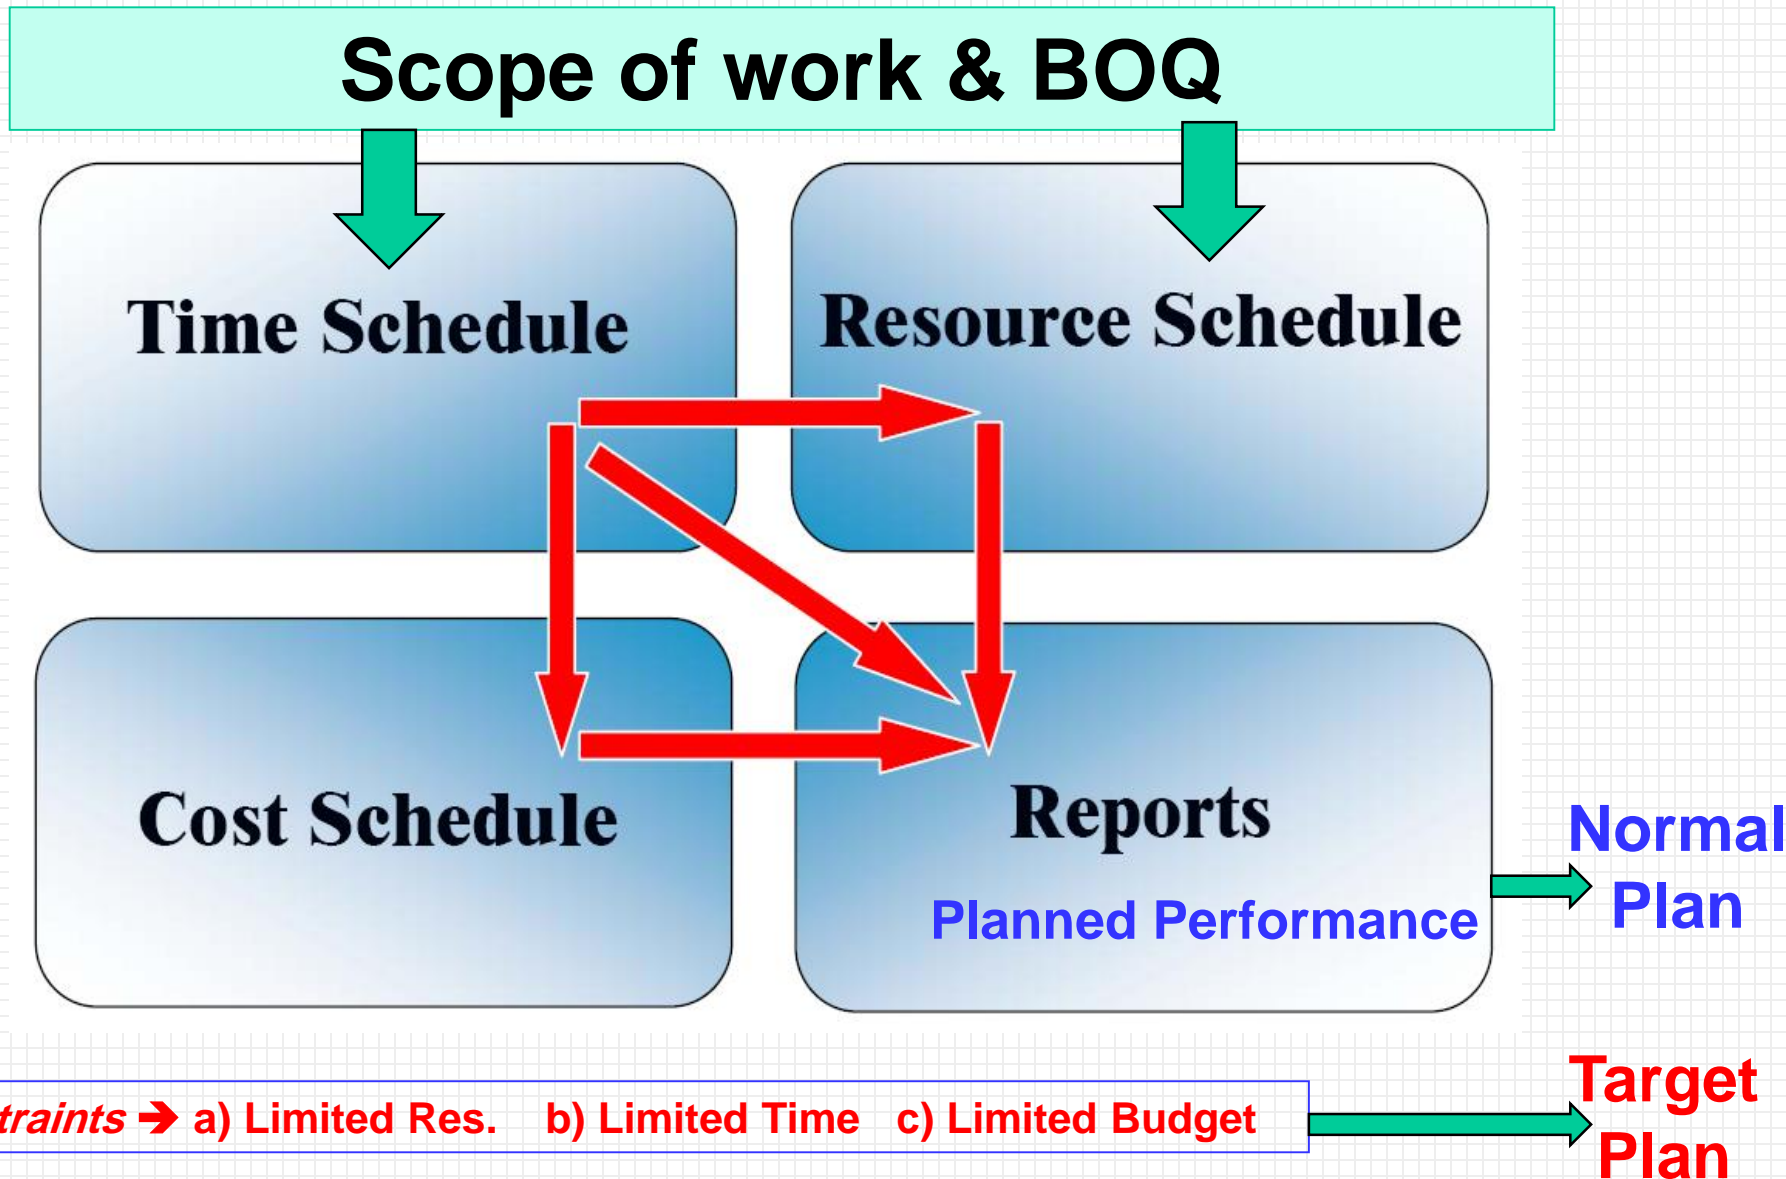 Scope of work & BOQ
Time Schedule
Resource Schedule
Cost Schedule
Reports
Planned Performance
Normal
Plan
traints ➔ a) Limited Res. b) Limited Time c) Limited Budget
Target
Plan